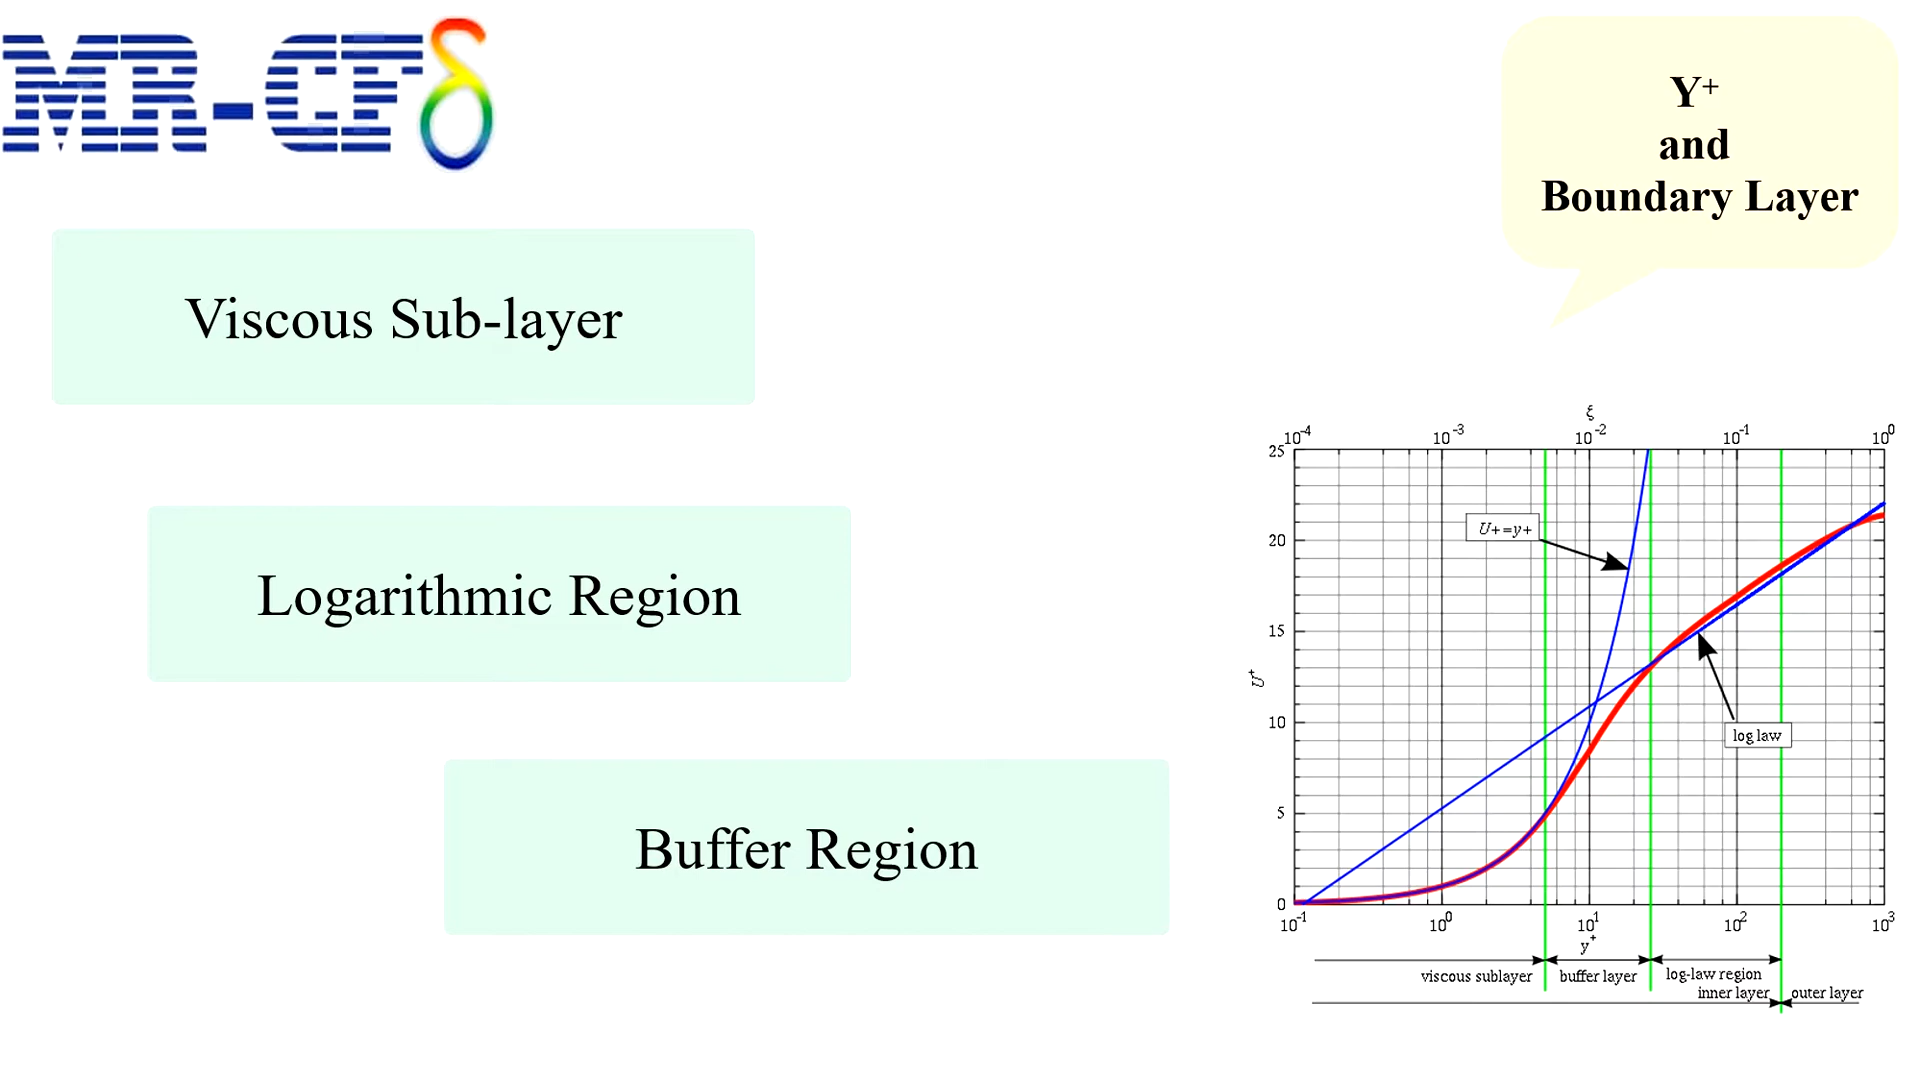 MR-CFδ
Y⁺
and
Boundary Layer
Viscous Sub-layer
Logarithmic Region
Buffer Region
ξ
10⁻⁴ 10⁻³ 10⁻² 10⁻¹ 10⁰
25
U+=y+
20
15
U⁺
log law
10
5
0
10⁻¹ 10⁰ 10¹ 10² 10³
y⁺
viscous sublayer buffer layer log-law region
inner layer outer layer